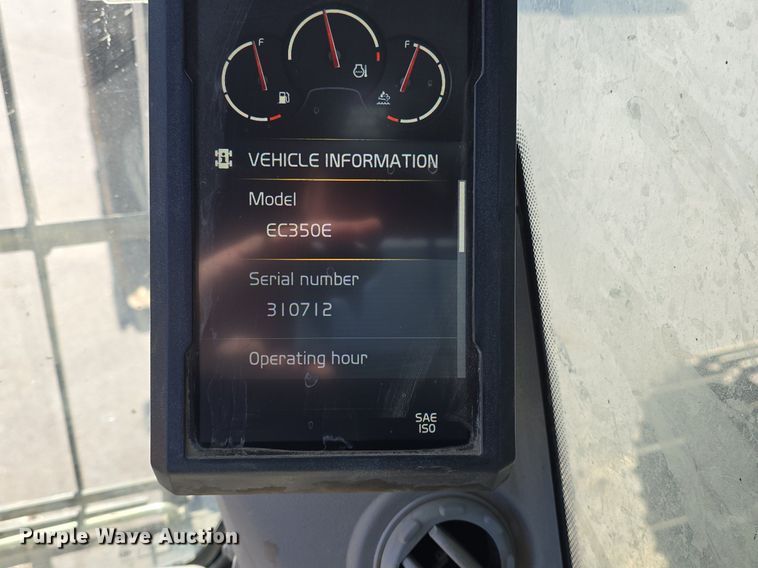 F
F
VEHICLE INFORMATION
Model
EC350E
Serial number
310712
Operating hour
SAE
ISO
Purple Wave Auction